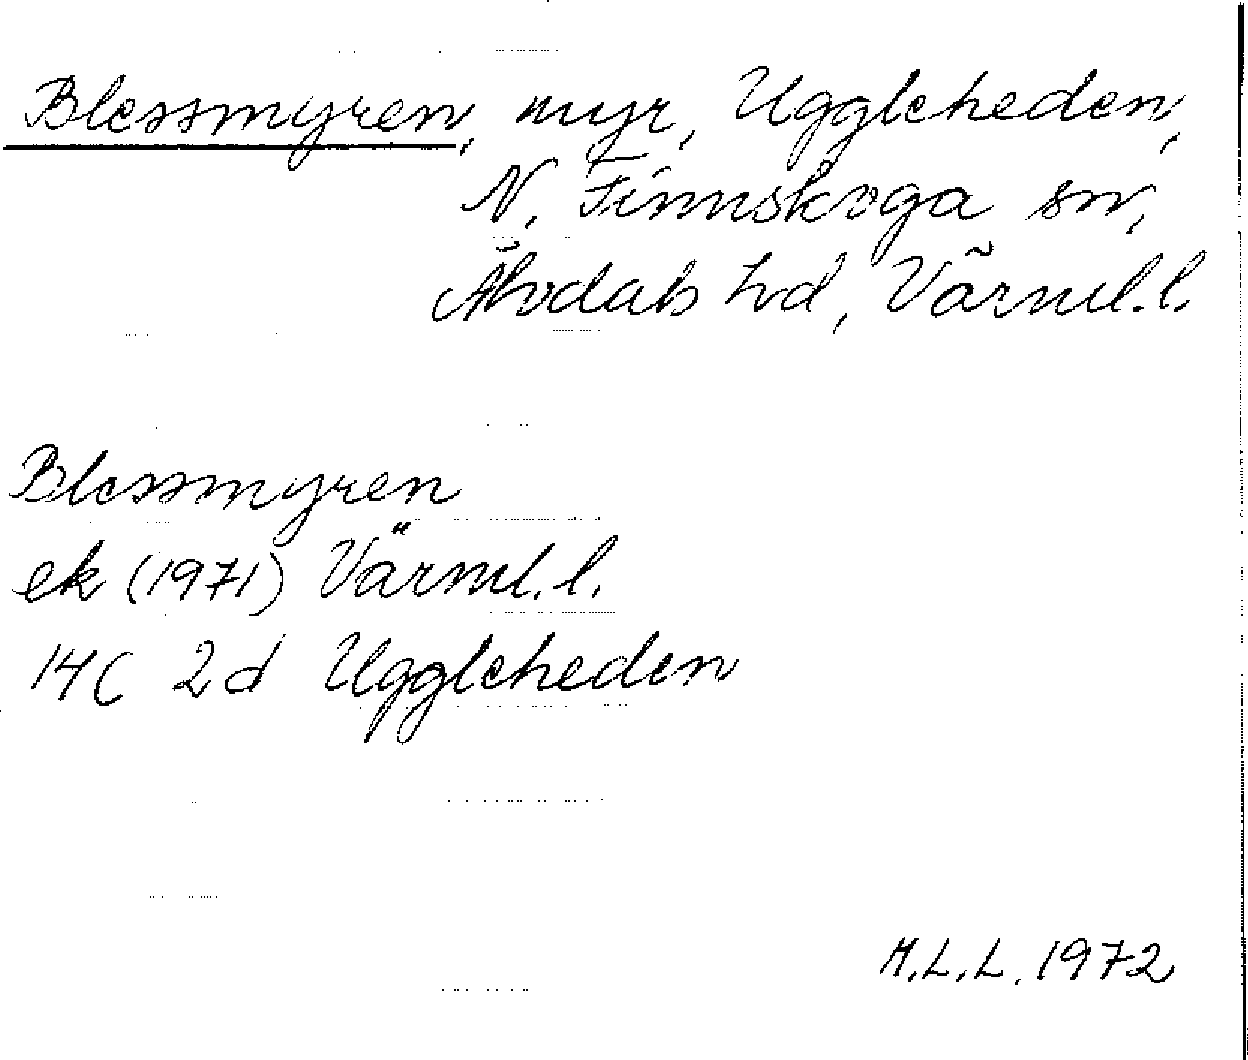 Blessmyren, myr, Uggleheden,
N. Finnskoga sn,
Älvdals hd, Värml.l.
Blessmyren
ek (1971) Värml.l.
14C 2d Uggleheden
M.L.L. 1972